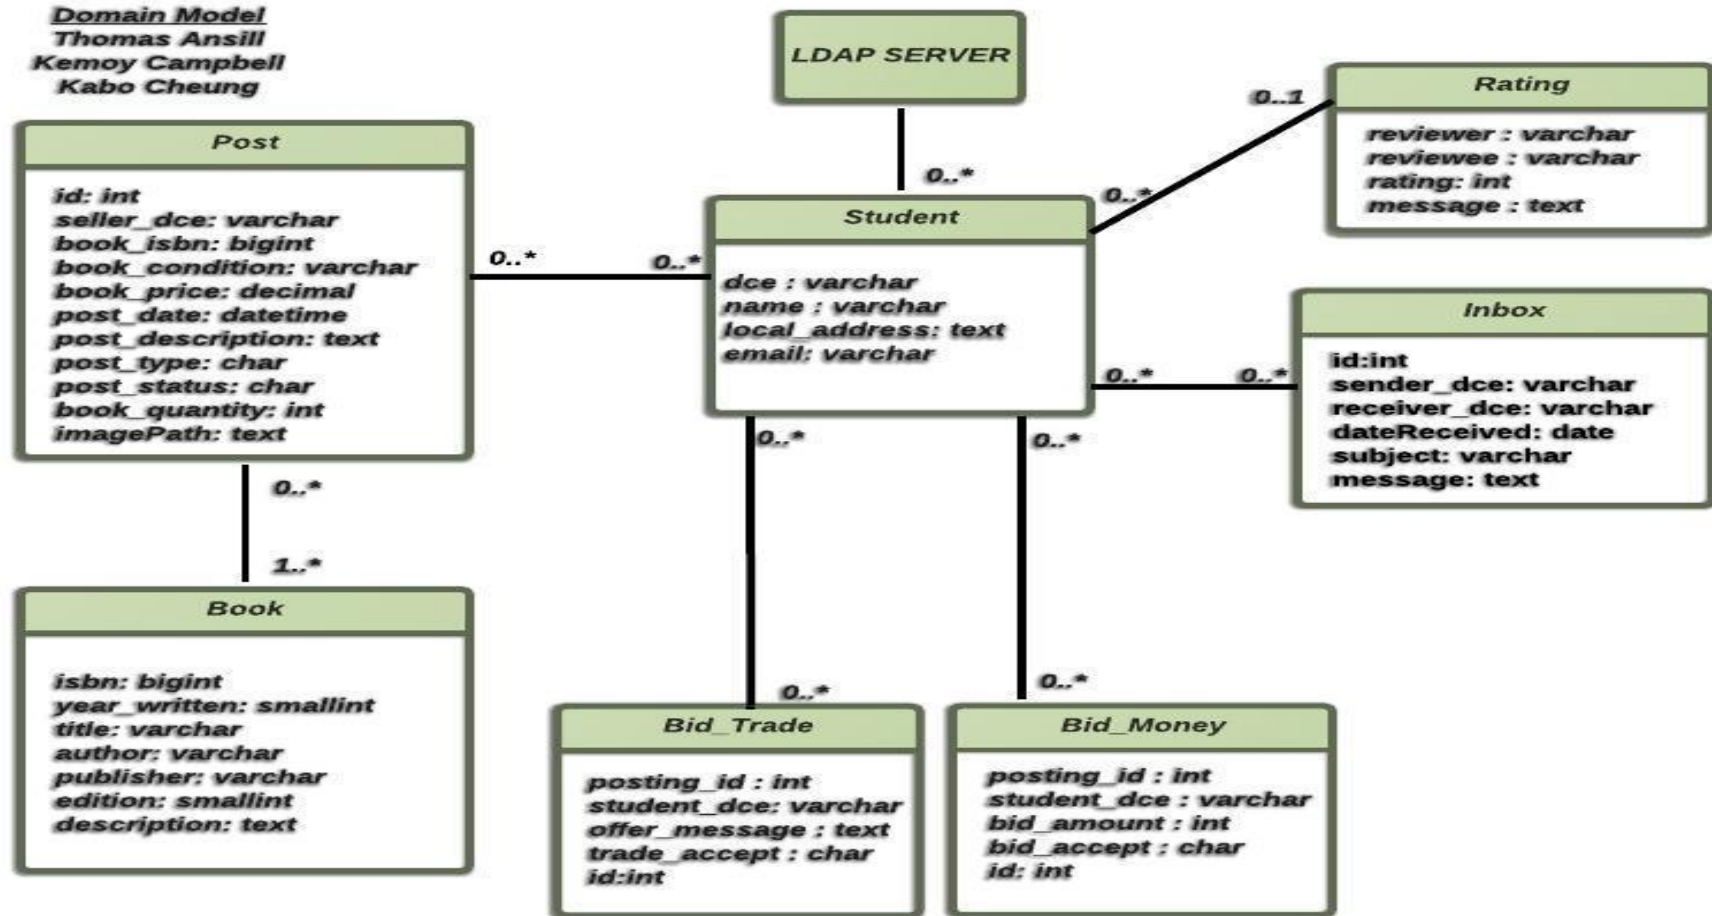 Domain Model
Thomas Ansill
Kemoy Campbell
Kabo Cheung
LDAP SERVER
Post
id: int
seller_dce: varchar
book_isbn: bigint
book_condition: varchar
book_price: decimal
post_date: datetime
post_description: text
post_type: char
post_status: char
book_quantity: int
imagePath: text
0..*
0..*
0..*
Student
dce : varchar
name : varchar
local_address: text
email: varchar
0..1
0..*
Rating
reviewer : varchar
reviewee : varchar
rating: int
message : text
0..*
0..*
Inbox
id:int
sender_dce: varchar
receiver_dce: varchar
dateReceived: date
subject: varchar
message: text
0..*
1..*
Book
isbn: bigint
year_written: smallint
title: varchar
author: varchar
publisher: varchar
edition: smallint
description: text
0..*
0..*
Bid_Trade
posting_id : int
student_dce: varchar
offer_message : text
trade_accept : char
id:int
0..*
0..*
Bid_Money
posting_id : int
student_dce : varchar
bid_amount : int
bid_accept : char
id: int